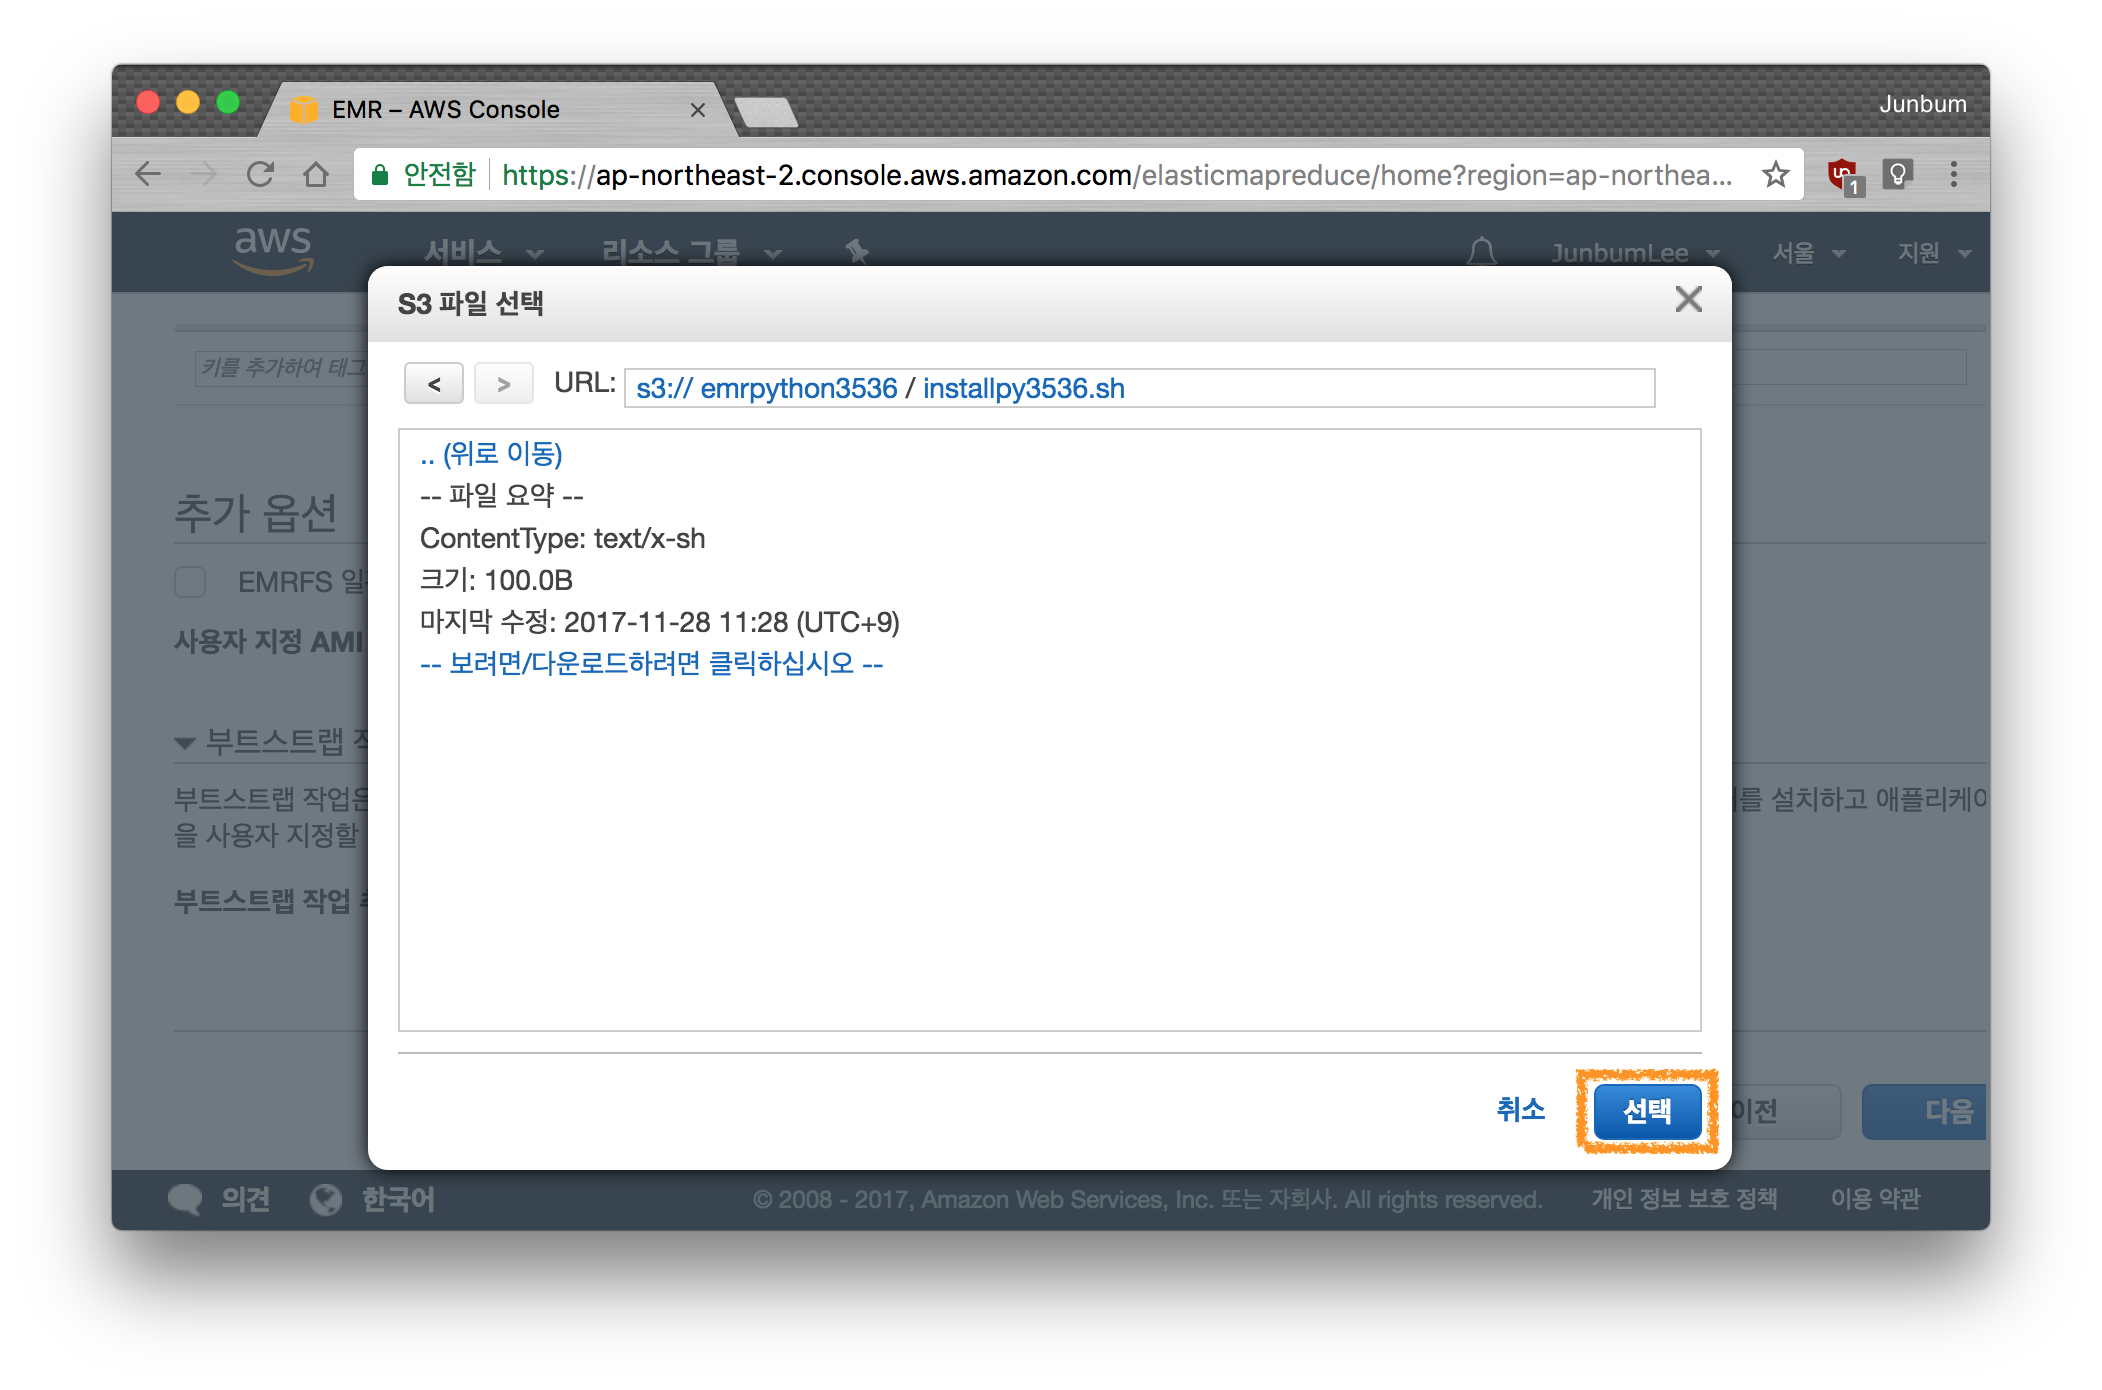 EMR – AWS Console
Junbum
안전함 https://ap-northeast-2.console.aws.amazon.com/elasticmapreduce/home?region=ap-northea...
1
aws 서비스 리소스 그룹 JunbumLee 서울 지원
S3 파일 선택
키를 추가하여 태그
< > URL: s3:// emrpython3536 / installpy3536.sh
.. (위로 이동)
-- 파일 요약 --
ContentType: text/x-sh
크기: 100.0B
마지막 수정: 2017-11-28 11:28 (UTC+9)
-- 보려면/다운로드하려면 클릭하십시오 --
추가 옵션
EMRFS
사용자 지정 AMI
부트스트랩
부트스트랩 작업은 를 설치하고 애플리케이
을 사용자 지정할
부트스트랩 작업
취소 선택 이전 다음
의견 한국어 © 2008 - 2017, Amazon Web Services, Inc. 또는 자회사. All rights reserved. 개인 정보 보호 정책 이용 약관